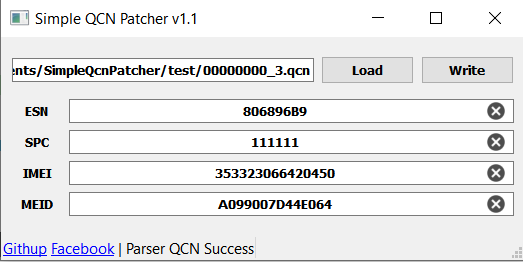 Simple QCN Patcher v1.1
ents/SimpleQcnPatcher/test/00000000_3.qcn Load Write
ESN 806896B9
SPC 111111
IMEI 353323066420450
MEID A099007D44E064
Githup Facebook | Parser QCN Success